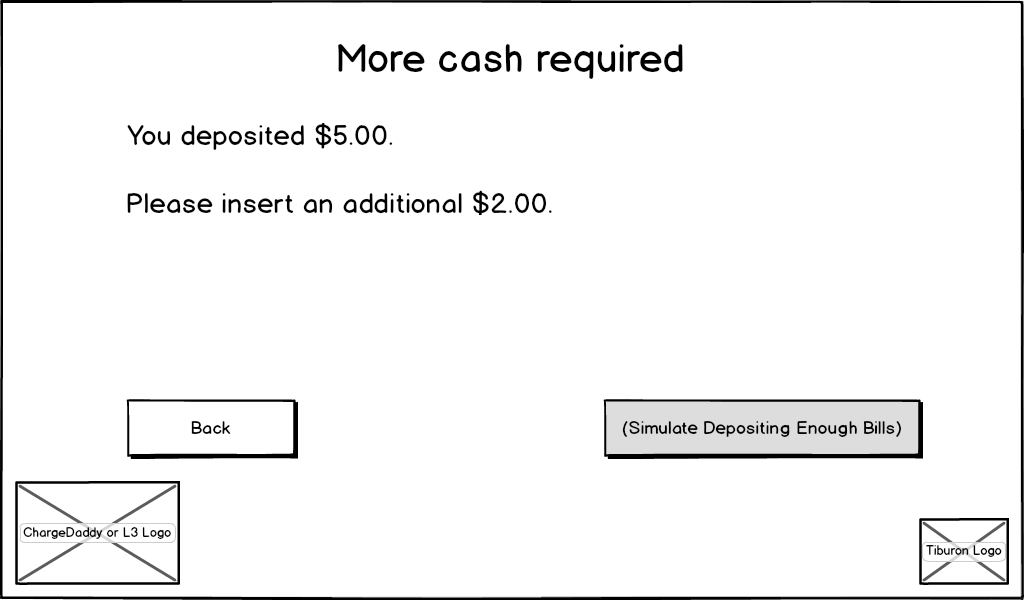 More cash required
You deposited $5.00.
Please insert an additional $2.00.
Back
(Simulate Depositing Enough Bills)
ChargeDaddy or L3 Logo
Tiburon Logo